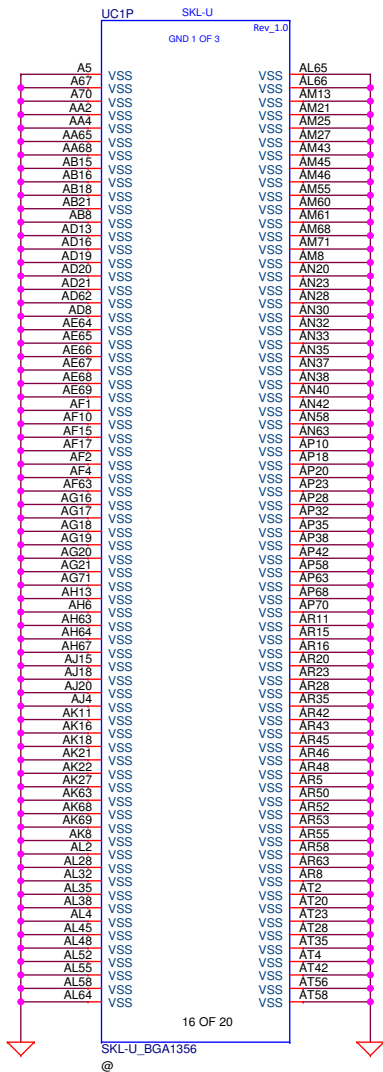 UC1P SKL-U
Rev_1.0
GND 1 OF 3
A5 VSS VSS AL65
A67 VSS VSS AL66
A70 VSS VSS AM13
AA2 VSS VSS AM21
AA4 VSS VSS AM25
AA65 VSS VSS AM27
AA68 VSS VSS AM43
AB15 VSS VSS AM45
AB16 VSS VSS AM46
AB18 VSS VSS AM55
AB21 VSS VSS AM60
AB8 VSS VSS AM61
AD13 VSS VSS AM68
AD16 VSS VSS AM71
AD19 VSS VSS AM8
AD20 VSS VSS AN20
AD21 VSS VSS AN23
AD62 VSS VSS AN28
AD8 VSS VSS AN30
AE64 VSS VSS AN32
AE65 VSS VSS AN33
AE66 VSS VSS AN35
AE67 VSS VSS AN37
AE68 VSS VSS AN38
AE69 VSS VSS AN40
AF1 VSS VSS AN42
AF10 VSS VSS AN58
AF15 VSS VSS AN63
AF17 VSS VSS AP10
AF2 VSS VSS AP18
AF4 VSS VSS AP20
AF63 VSS VSS AP23
AG16 VSS VSS AP28
AG17 VSS VSS AP32
AG18 VSS VSS AP35
AG19 VSS VSS AP38
AG20 VSS VSS AP42
AG21 VSS VSS AP58
AG71 VSS VSS AP63
AH13 VSS VSS AP68
AH6 VSS VSS AP70
AH63 VSS VSS AR11
AH64 VSS VSS AR15
AH67 VSS VSS AR16
AJ15 VSS VSS AR20
AJ18 VSS VSS AR23
AJ20 VSS VSS AR28
AJ4 VSS VSS AR35
AK11 VSS VSS AR42
AK16 VSS VSS AR43
AK18 VSS VSS AR45
AK21 VSS VSS AR46
AK22 VSS VSS AR48
AK27 VSS VSS AR5
AK63 VSS VSS AR50
AK68 VSS VSS AR52
AK69 VSS VSS AR53
AK8 VSS VSS AR55
AL2 VSS VSS AR58
AL28 VSS VSS AR63
AL32 VSS VSS AR8
AL35 VSS VSS AT2
AL38 VSS VSS AT20
AL4 VSS VSS AT23
AL45 VSS VSS AT28
AL48 VSS VSS AT35
AL52 VSS VSS AT4
AL55 VSS VSS AT42
AL58 VSS VSS AT56
AL64 VSS VSS AT58
16 OF 20
SKL-U_BGA1356
@